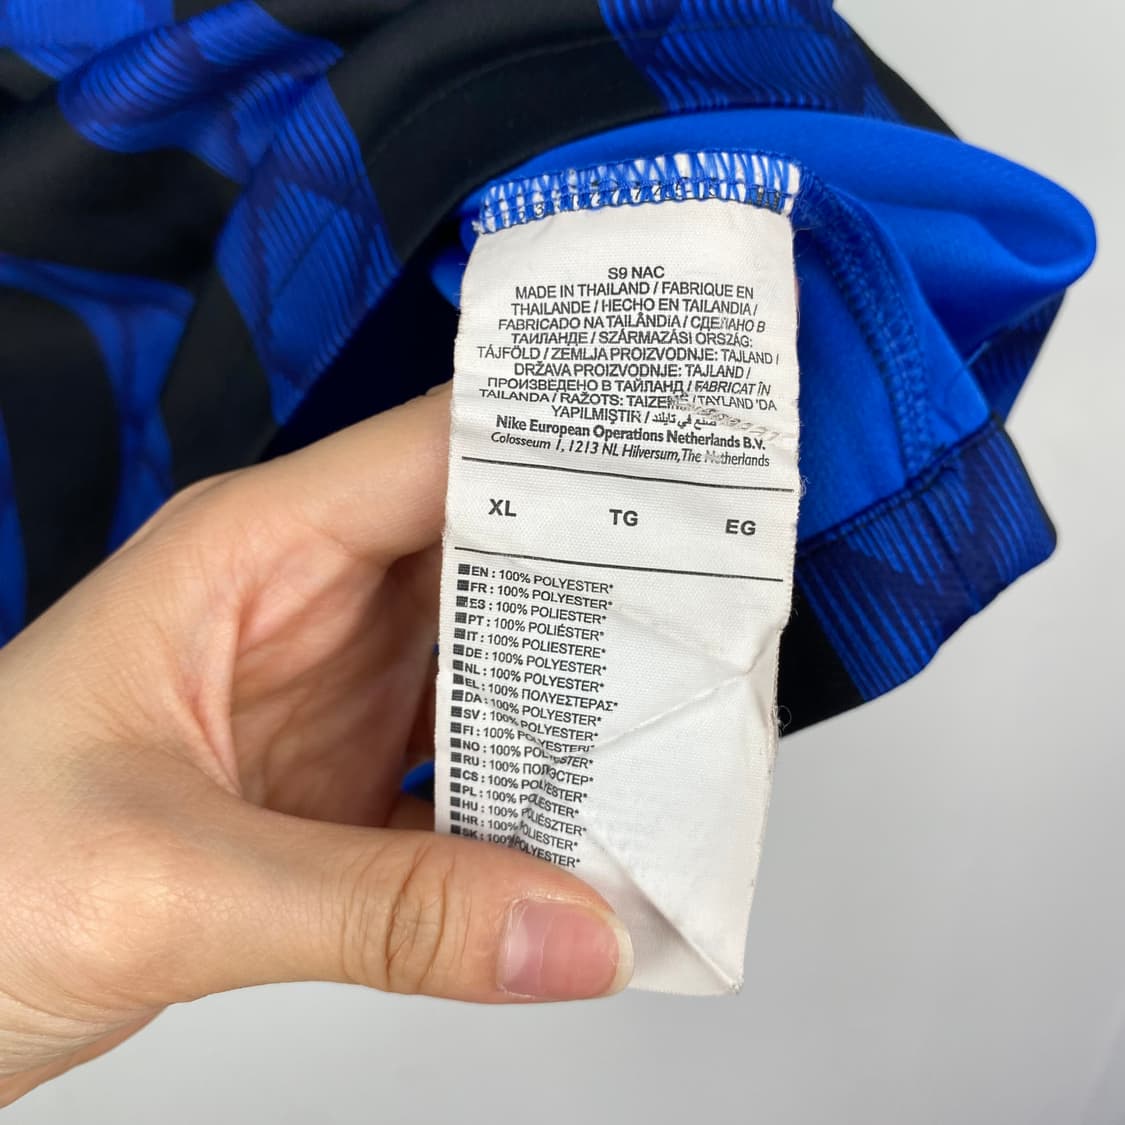 S9 NAC
MADE IN THAILAND / FABRIQUE EN
THAILANDE / HECHO EN TAILANDIA /
FABRICADO NA TAILÂNDIA / СДЕЛАНО В
ТАИЛАНДЕ / SZÁRMAZÁSI ORSZÁG:
TÁJFÖLD / ZEMLJA PROIZVODNJE: TAJLAND /
DRŽAVA PROIZVODNJE: TAJLAND /
ПРОИЗВЕДЕНО В ТАЙЛАНД / FABRICAT ÎN
TAILANDA / RAŽOTS: TAIZEME / TAYLAND 'DA
YAPILMIŞTIR / صنع في تايلند
Nike European Operations Netherlands B.V.
Colosseum 1, 1213 NL Hilversum, The Netherlands
XL TG EG
EN : 100% POLYESTER*
FR : 100% POLYESTER*
ES : 100% POLIESTER*
PT : 100% POLIÉSTER*
IT : 100% POLIESTERE*
DE : 100% POLYESTER*
NL : 100% POLYESTER*
EL : 100% ΠΟΛΥΕΣΤΕΡΑΣ*
DA : 100% POLYESTER*
SV : 100% POLYESTER*
FI : 100% POLYESTERI*
NO : 100% POLYESTER*
RU : 100% ПОЛИЭСТЕР*
CS : 100% POLYESTER*
PL : 100% POLIESTER*
HU : 100% POLIÉSZTER*
HR : 100% POLIESTER*
SK : 100% POLYESTER*